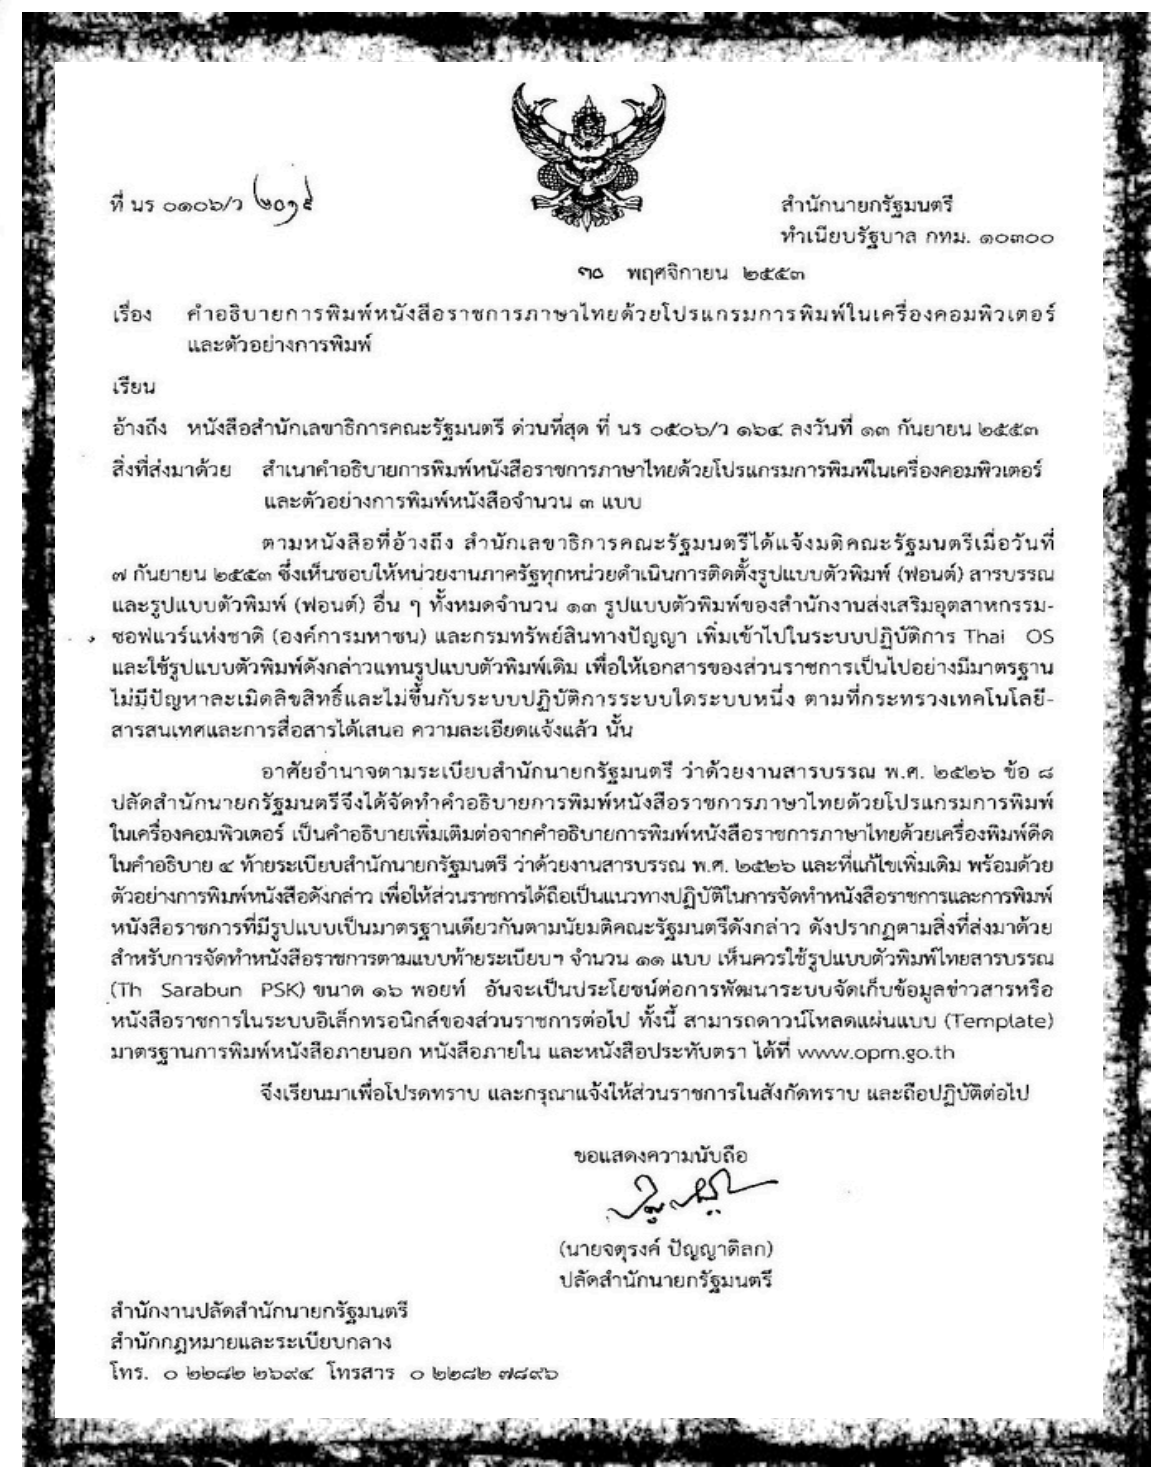 ที่ นร ๐๑๐๖/ว ๒๐๑๙
สำนักนายกรัฐมนตรี
ทำเนียบรัฐบาล กทม. ๑๐๓๐๐
๓๐ พฤศจิกายน ๒๕๕๓
เรื่อง คำอธิบายการพิมพ์หนังสือราชการภาษาไทยด้วยโปรแกรมการพิมพ์ในเครื่องคอมพิวเตอร์
และตัวอย่างการพิมพ์
เรียน
อ้างถึง หนังสือสำนักเลขาธิการคณะรัฐมนตรี ด่วนที่สุด ที่ นร ๐๕๐๖/ว ๑๖๔ ลงวันที่ ๑๓ กันยายน ๒๕๕๓
สิ่งที่ส่งมาด้วย สำเนาคำอธิบายการพิมพ์หนังสือราชการภาษาไทยด้วยโปรแกรมการพิมพ์ในเครื่องคอมพิวเตอร์
และตัวอย่างการพิมพ์หนังสือจำนวน ๓ แบบ
ตามหนังสือที่อ้างถึง สำนักเลขาธิการคณะรัฐมนตรีได้แจ้งมติคณะรัฐมนตรีเมื่อวันที่
๗ กันยายน ๒๕๕๓ ซึ่งเห็นชอบให้หน่วยงานภาครัฐทุกหน่วยดำเนินการติดตั้งรูปแบบตัวพิมพ์ (ฟอนต์) สารบรรณ
และรูปแบบตัวพิมพ์ (ฟอนต์) อื่น ๆ ทั้งหมดจำนวน ๑๓ รูปแบบตัวพิมพ์ของสำนักงานส่งเสริมอุตสาหกรรม-
ซอฟแวร์แห่งชาติ (องค์การมหาชน) และกรมทรัพย์สินทางปัญญา เพิ่มเข้าไปในระบบปฏิบัติการ Thai OS
และใช้รูปแบบตัวพิมพ์ดังกล่าวแทนรูปแบบตัวพิมพ์เดิม เพื่อให้เอกสารของส่วนราชการเป็นไปอย่างมีมาตรฐาน
ไม่มีปัญหาละเมิดลิขสิทธิ์และไม่ขึ้นกับระบบปฏิบัติการระบบใดระบบหนึ่ง ตามที่กระทรวงเทคโนโลยี-
สารสนเทศและการสื่อสารได้เสนอ ความละเอียดแจ้งแล้ว นั้น
อาศัยอำนาจตามระเบียบสำนักนายกรัฐมนตรี ว่าด้วยงานสารบรรณ พ.ศ. ๒๕๒๖ ข้อ ๘
ปลัดสำนักนายกรัฐมนตรีจึงได้จัดทำคำอธิบายการพิมพ์หนังสือราชการภาษาไทยด้วยโปรแกรมการพิมพ์
ในเครื่องคอมพิวเตอร์ เป็นคำอธิบายเพิ่มเติมต่อจากคำอธิบายการพิมพ์หนังสือราชการภาษาไทยด้วยเครื่องพิมพ์ดีด
ในคำอธิบาย ๔ ท้ายระเบียบสำนักนายกรัฐมนตรี ว่าด้วยงานสารบรรณ พ.ศ. ๒๕๒๖ และที่แก้ไขเพิ่มเติม พร้อมด้วย
ตัวอย่างการพิมพ์หนังสือดังกล่าว เพื่อให้ส่วนราชการได้ถือเป็นแนวทางปฏิบัติในการจัดทำหนังสือราชการและการพิมพ์
หนังสือราชการที่มีรูปแบบเป็นมาตรฐานเดียวกันตามนัยมติคณะรัฐมนตรีดังกล่าว ดังปรากฏตามสิ่งที่ส่งมาด้วย
สำหรับการจัดทำหนังสือราชการตามแบบท้ายระเบียบฯ จำนวน ๑๑ แบบ เห็นควรใช้รูปแบบตัวพิมพ์ไทยสารบรรณ
(Th Sarabun PSK) ขนาด ๑๖ พอยท์ อันจะเป็นประโยชน์ต่อการพัฒนาระบบจัดเก็บข้อมูลข่าวสารหรือ
หนังสือราชการในระบบอิเล็กทรอนิกส์ของส่วนราชการต่อไป ทั้งนี้ สามารถดาวน์โหลดแผ่นแบบ (Template)
มาตรฐานการพิมพ์หนังสือภายนอก หนังสือภายใน และหนังสือประทับตรา ได้ที่ www.opm.go.th
จึงเรียนมาเพื่อโปรดทราบ และกรุณาแจ้งให้ส่วนราชการในสังกัดทราบ และถือปฏิบัติต่อไป
ขอแสดงความนับถือ
(นายจตุรงค์ ปัญญาดิลก)
ปลัดสำนักนายกรัฐมนตรี
สำนักงานปลัดสำนักนายกรัฐมนตรี
สำนักกฎหมายและระเบียบกลาง
โทร. ๐ ๒๒๘๒ ๒๖๙๔ โทรสาร ๐ ๒๒๘๒ ๗๘๙๖